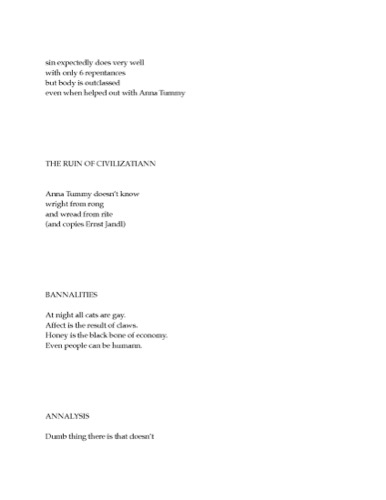 sin expectedly does very well
with only 6 repentances
but body is outclassed
even when helped out with Anna Tummy
THE RUIN OF CIVILIZATIANN
Anna Tummy doesn't know
wright from rong
and wread from rite
(and copies Ernst Jandl)
BANNALITIES
At night all cats are gay.
Affect is the result of claws.
Honey is the black bone of economy.
Even people can be humann.
ANNALYSIS
Dumb thing there is that doesn't